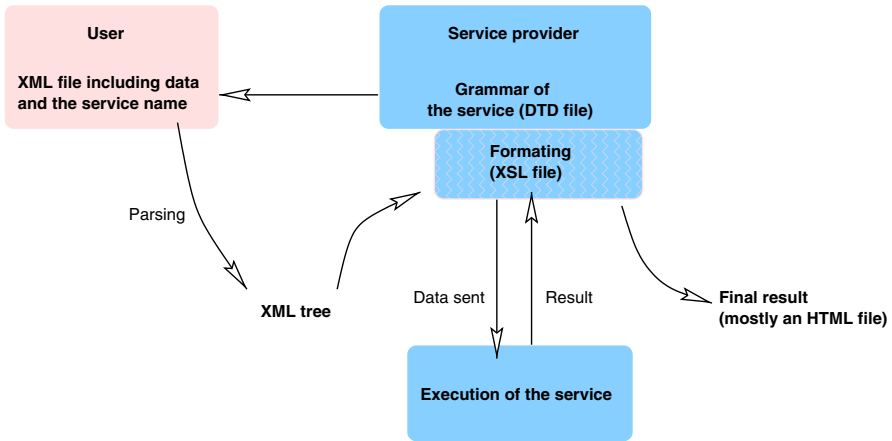 User
XML file including data
and the service name
Service provider
Grammar of
the service (DTD file)
Formating
(XSL file)
Parsing
XML tree
Data sent
Result
Final result
(mostly an HTML file)
Execution of the service